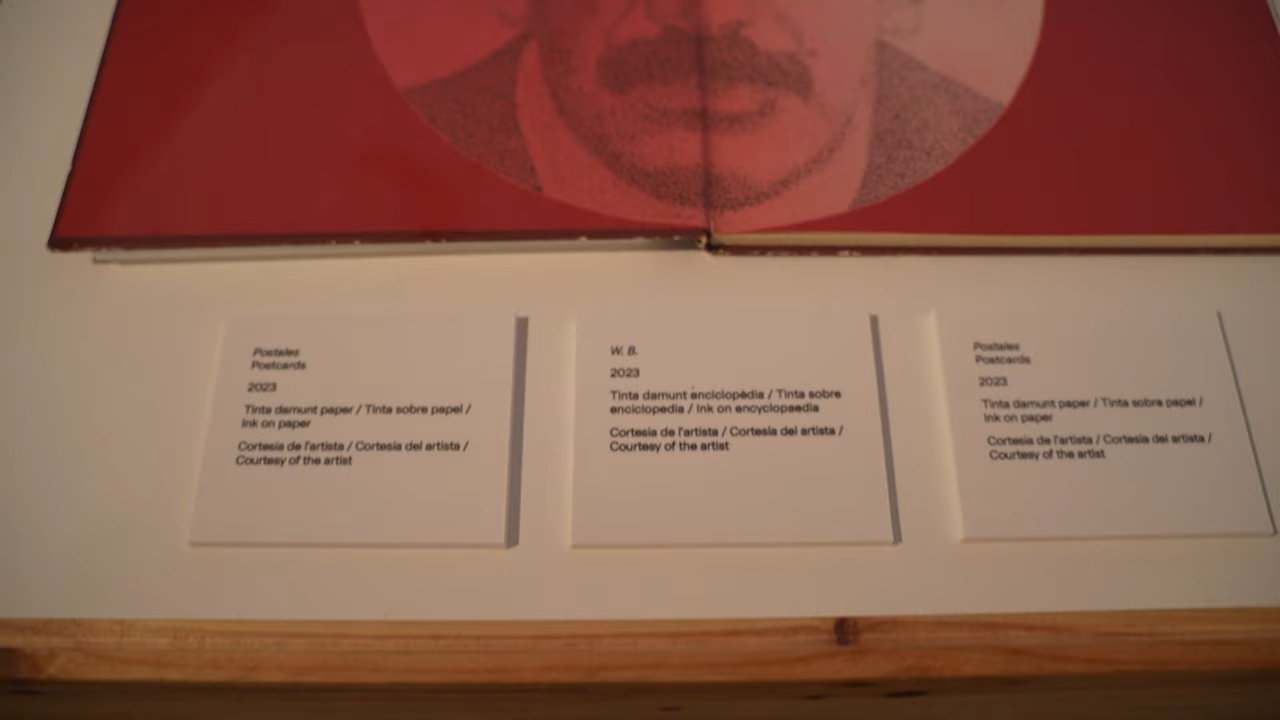 Postales
Postcards
2023
Tinta damunt paper / Tinta sobre papel /
Ink on paper
Cortesia de l'artista / Cortesía del artista /
Courtesy of the artist
W. B.
2023
Tinta damunt enciclopèdia / Tinta sobre
enciclopedia / Ink on encyclopaedia
Cortesia de l'artista / Cortesía del artista /
Courtesy of the artist
Postales
Postcards
2023
Tinta damunt paper / Tinta sobre papel /
Ink on paper
Cortesia de l'artista / Cortesía del artista /
Courtesy of the artist